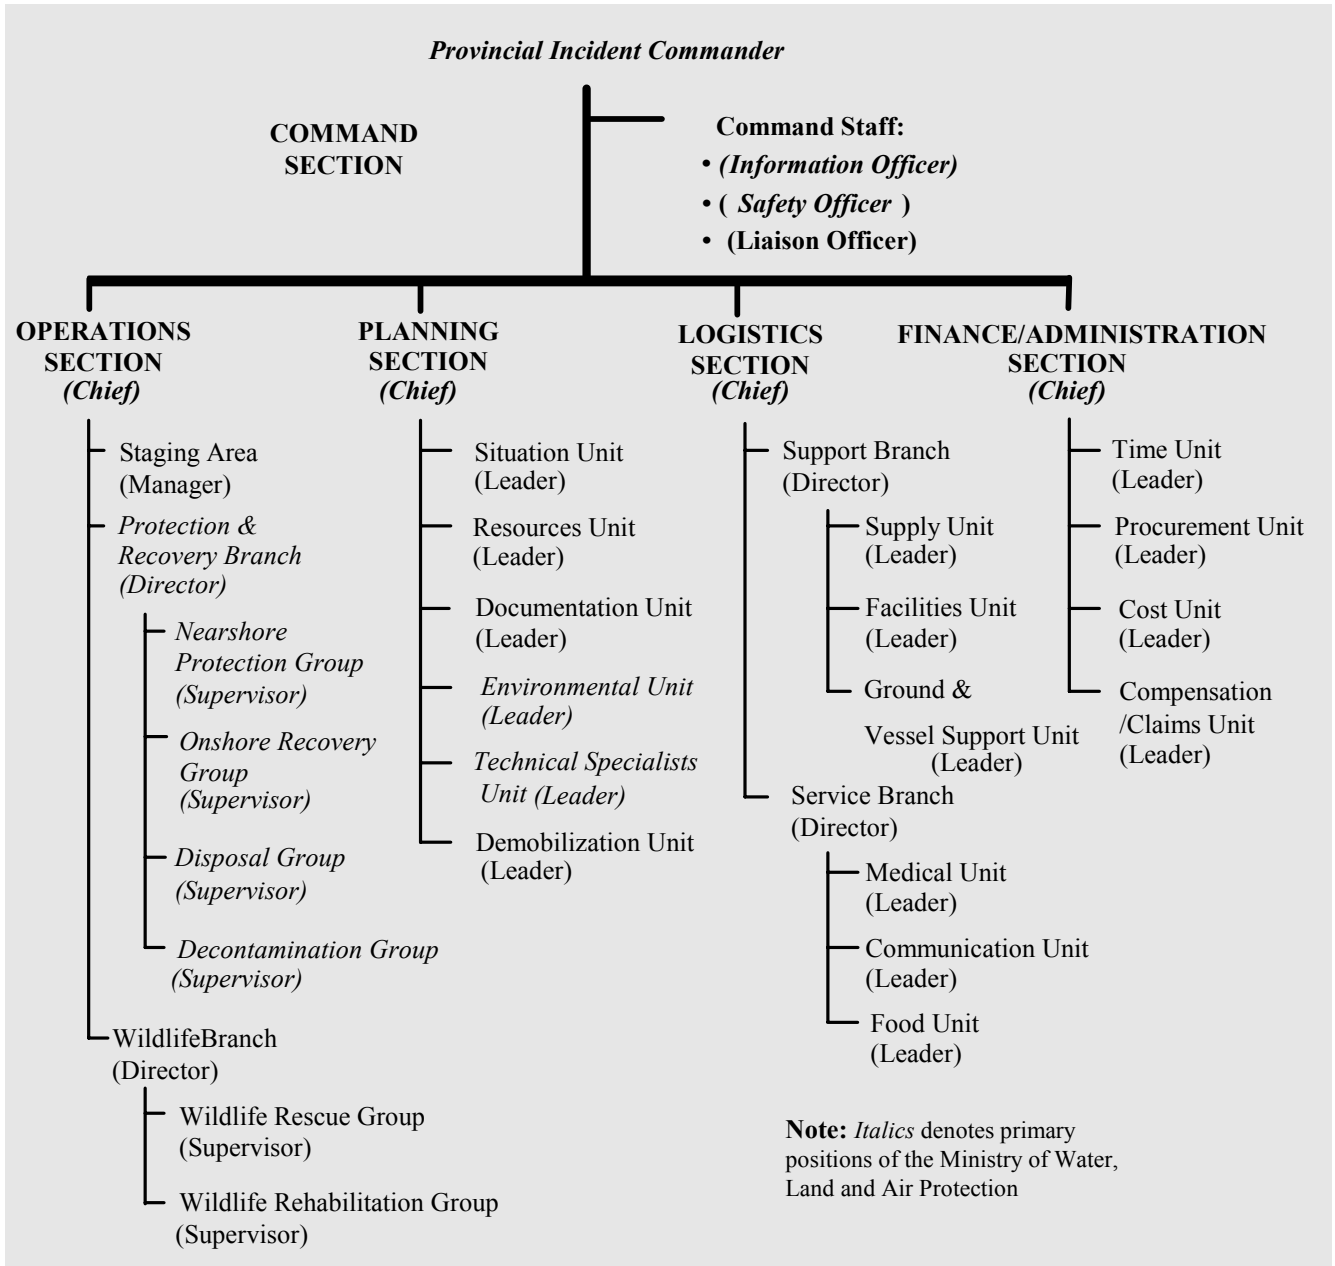 Provincial Incident Commander
COMMAND
SECTION
Command Staff:
• (Information Officer)
• ( Safety Officer )
• (Liaison Officer)
OPERATIONS
SECTION
(Chief)
Staging Area
(Manager)
Protection &
Recovery Branch
(Director)
Nearshore
Protection Group
(Supervisor)
Onshore Recovery
Group
(Supervisor)
Disposal Group
(Supervisor)
Decontamination Group
(Supervisor)
WildlifeBranch
(Director)
Wildlife Rescue Group
(Supervisor)
Wildlife Rehabilitation Group
(Supervisor)
PLANNING
SECTION
(Chief)
Situation Unit
(Leader)
Resources Unit
(Leader)
Documentation Unit
(Leader)
Environmental Unit
(Leader)
Technical Specialists
Unit (Leader)
Demobilization Unit
(Leader)
LOGISTICS
SECTION
(Chief)
Support Branch
(Director)
Supply Unit
(Leader)
Facilities Unit
(Leader)
Ground &
Vessel Support Unit
(Leader)
Service Branch
(Director)
Medical Unit
(Leader)
Communication Unit
(Leader)
Food Unit
(Leader)
FINANCE/ADMINISTRATION
SECTION
(Chief)
Time Unit
(Leader)
Procurement Unit
(Leader)
Cost Unit
(Leader)
Compensation
/Claims Unit
(Leader)
Note: Italics denotes primary
positions of the Ministry of Water,
Land and Air Protection